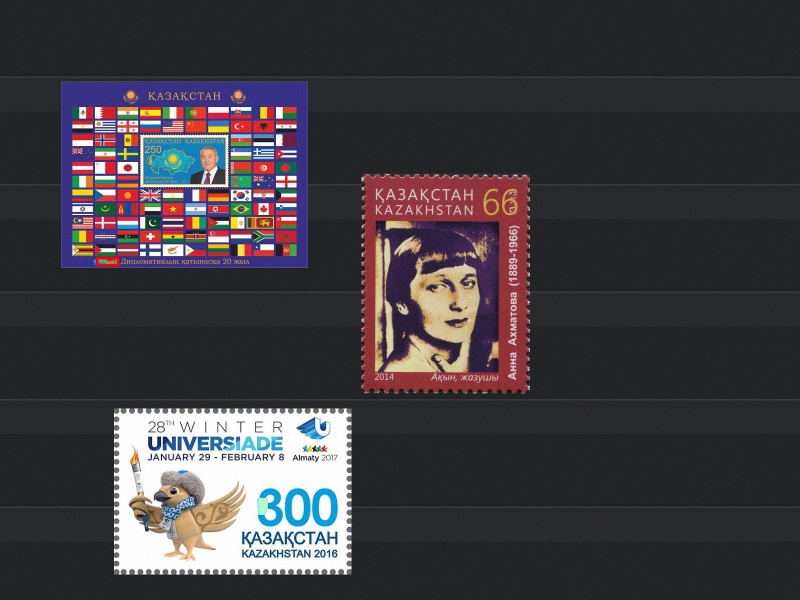 ҚАЗАҚСТАН
ҚАЗАҚСТАН KAZAKHSTAN
250
Дипломатиялық қатынасқа 20 жыл
ҚАЗАҚСТАН
KAZAKHSTAN
66
Анна Ахматова (1889-1966)
2014
Ақын, жазушы
28TH WINTER
UNIVERSIADE
JANUARY 29 - FEBRUARY 8
Almaty 2017
300
ҚАЗАҚСТАН
KAZAKHSTAN 2016